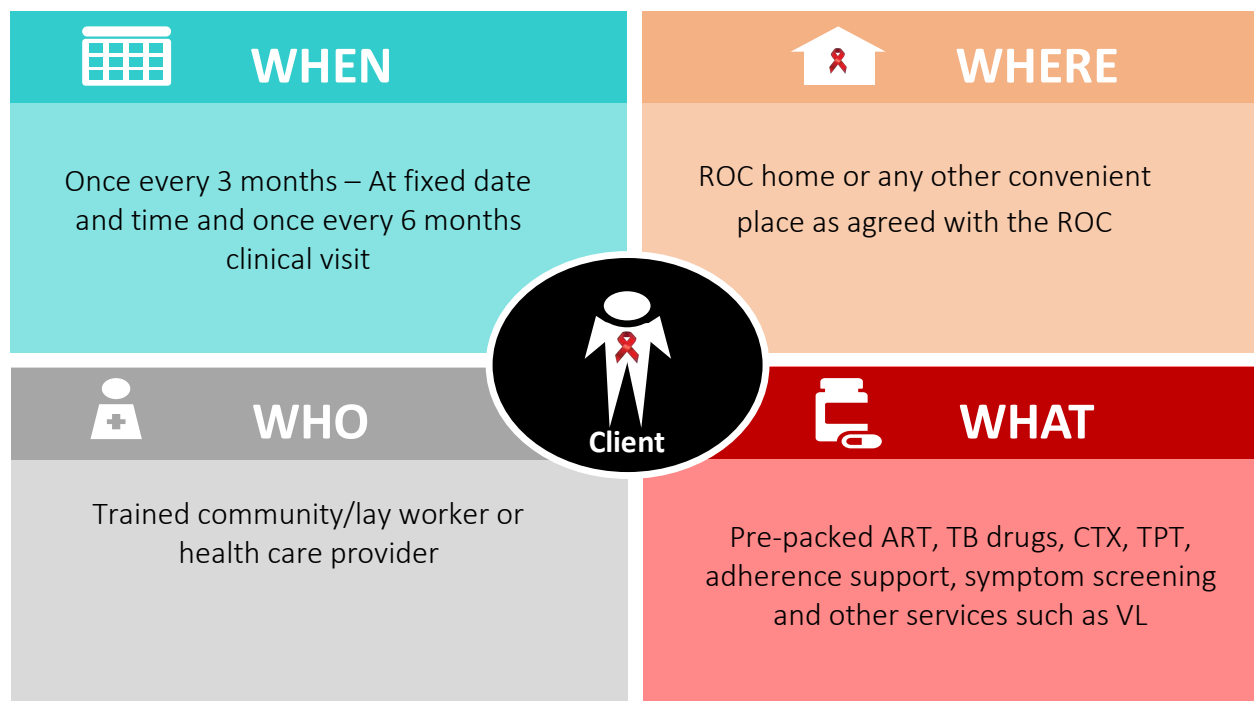 WHEN
Once every 3 months – At fixed date
and time and once every 6 months
clinical visit
WHERE
ROC home or any other convenient
place as agreed with the ROC
Client
WHO
Trained community/lay worker or
health care provider
WHAT
Pre-packed ART, TB drugs, CTX, TPT,
adherence support, symptom screening
and other services such as VL